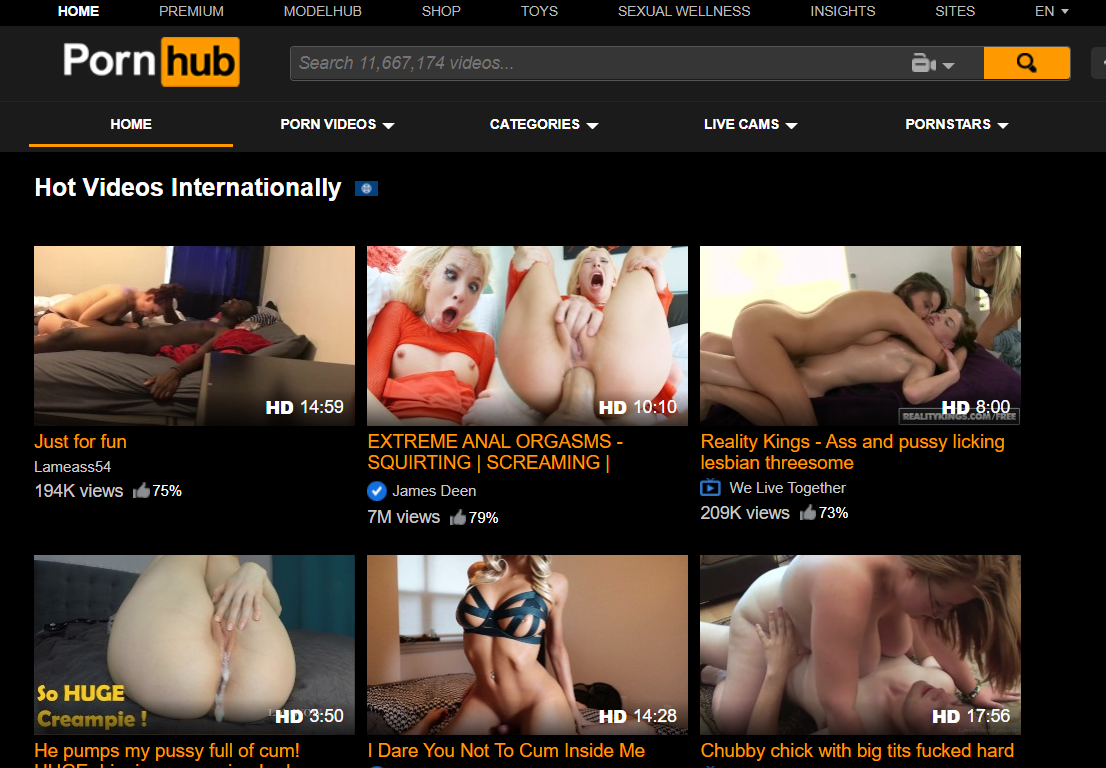 HOME PREMIUM MODELHUB SHOP TOYS SEXUAL WELLNESS INSIGHTS SITES EN
Pornhub
Search 11,667,174 videos...
HOME PORN VIDEOS CATEGORIES LIVE CAMS PORNSTARS
Hot Videos Internationally
HD 14:59
Just for fun
Lameass54
194K views 75%
HD 10:10
EXTREME ANAL ORGASMS -
SQUIRTING | SCREAMING |
James Deen
7M views 79%
REALITYKINGS.COM/FREE
HD 8:00
Reality Kings - Ass and pussy licking
lesbian threesome
We Live Together
209K views 73%
So HUGE
Creampie !
HD 3:50
He pumps my pussy full of cum!
HD 14:28
I Dare You Not To Cum Inside Me
HD 17:56
Chubby chick with big tits fucked hard